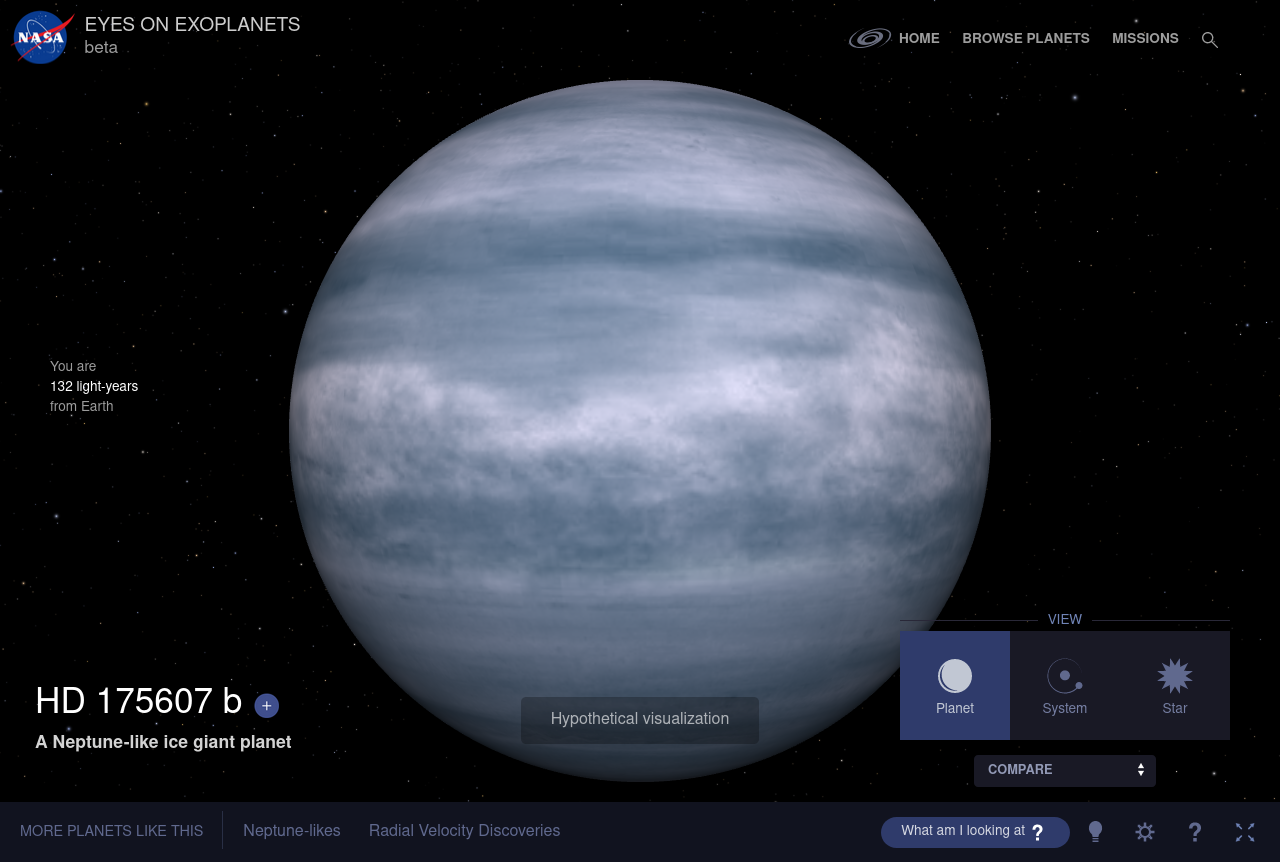 NASA
EYES ON EXOPLANETS
beta
HOME
BROWSE PLANETS
MISSIONS
You are
132 light-years
from Earth
VIEW
Planet
System
Star
HD 175607 b +
A Neptune-like ice giant planet
Hypothetical visualization
COMPARE
MORE PLANETS LIKE THIS
Neptune-likes
Radial Velocity Discoveries
What am I looking at ?
?